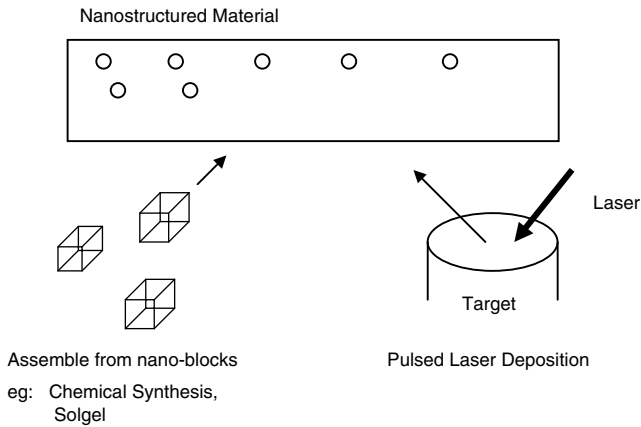 Nanostructured Material
Laser
Target
Assemble from nano-blocks
Pulsed Laser Deposition
eg: Chemical Synthesis,
Solgel